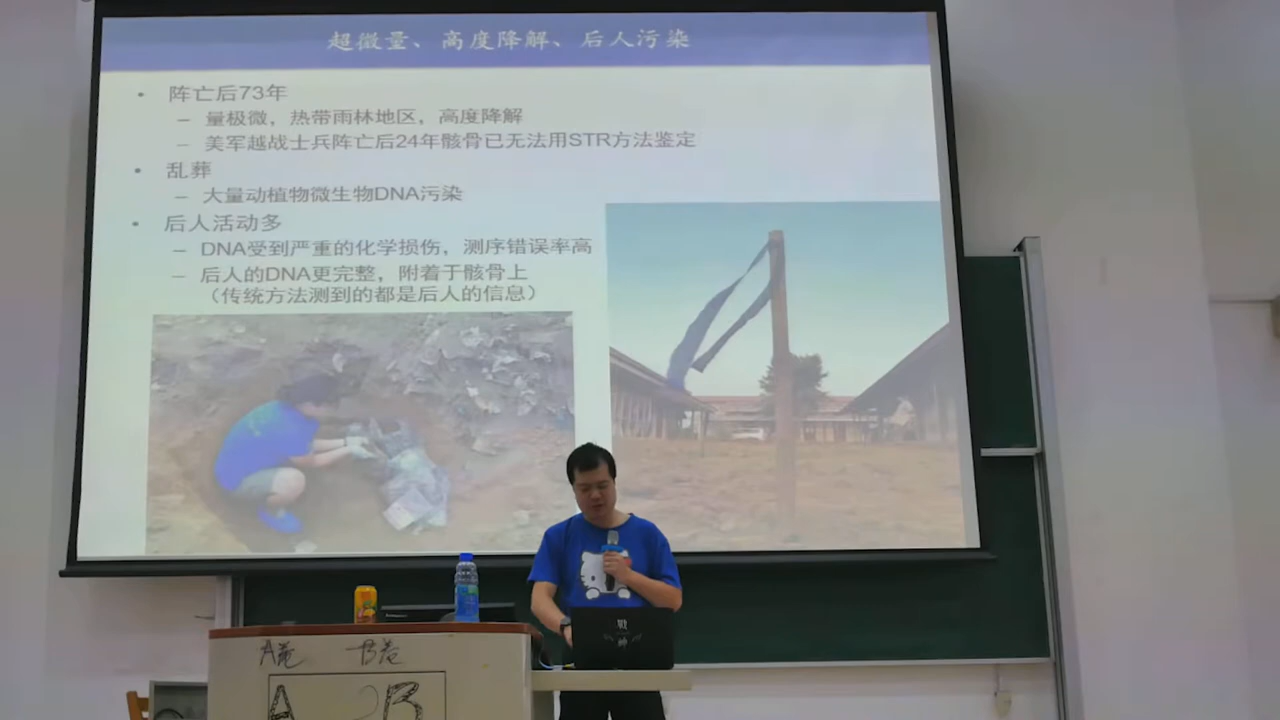 超微量、高度降解、后人污染
• 阵亡后73年
– 量极微，热带雨林地区，高度降解
– 美军越战士兵阵亡后24年骸骨已无法用STR方法鉴定
• 乱葬
– 大量动植物微生物DNA污染
• 后人活动多
– DNA受到严重的化学损伤，测序错误率高
– 后人的DNA更完整，附着于骸骨上
（传统方法测到的都是后人的信息）
戰
神
A卷 B卷
A B